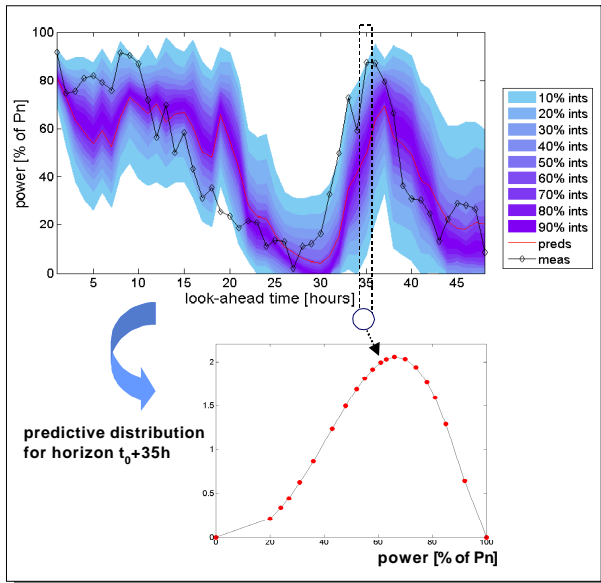 100
80
60
40
20
0
power [% of Pn]
5 10 15 20 25 30 35 40 45
look-ahead time [hours]
10% ints
20% ints
30% ints
40% ints
50% ints
60% ints
70% ints
80% ints
90% ints
preds
meas
predictive distribution
for horizon t₀+35h
2
1.5
1
0.5
0
0 20 40 60 80 100
power [% of Pn]